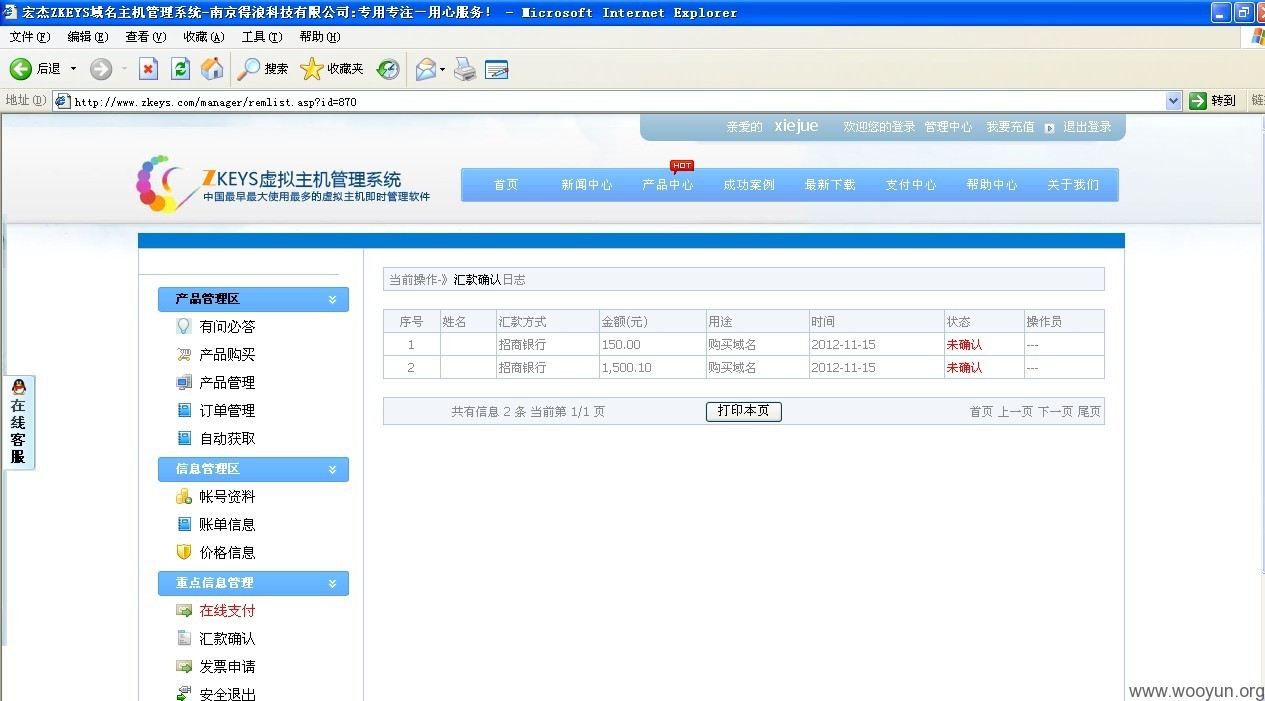 宏杰ZKEYS域名主机管理系统-南京得浪科技有限公司:专用专注一用心服务! - Microsoft Internet Explorer
文件(F) 编辑(E) 查看(V) 收藏(A) 工具(T) 帮助(H)
后退 搜索 收藏夹
地址(D) http://www.zkeys.com/manager/remlist.asp?id=870 转到 链
亲爱的 xiejue 欢迎您的登录 管理中心 我要充值 退出登录
HOT
ZKEYS虚拟主机管理系统
中国最早最大使用最多的虚拟主机即时管理软件
首页 新闻中心 产品中心 成功案例 最新下载 支付中心 帮助中心 关于我们
当前操作-》汇款确认日志
序号 姓名 汇款方式 金额(元) 用途 时间 状态 操作员
1 招商银行 150.00 购买域名 2012-11-15 未确认 ---
2 招商银行 1,500.10 购买域名 2012-11-15 未确认 ---
共有信息 2 条 当前第 1/1 页 打印本页 首页 上一页 下一页 尾页
产品管理区
有问必答
产品购买
产品管理
订单管理
自动获取
信息管理区
帐号资料
账单信息
价格信息
重点信息管理
在线支付
汇款确认
发票申请
安全退出
在线客服
www.wooyun.org